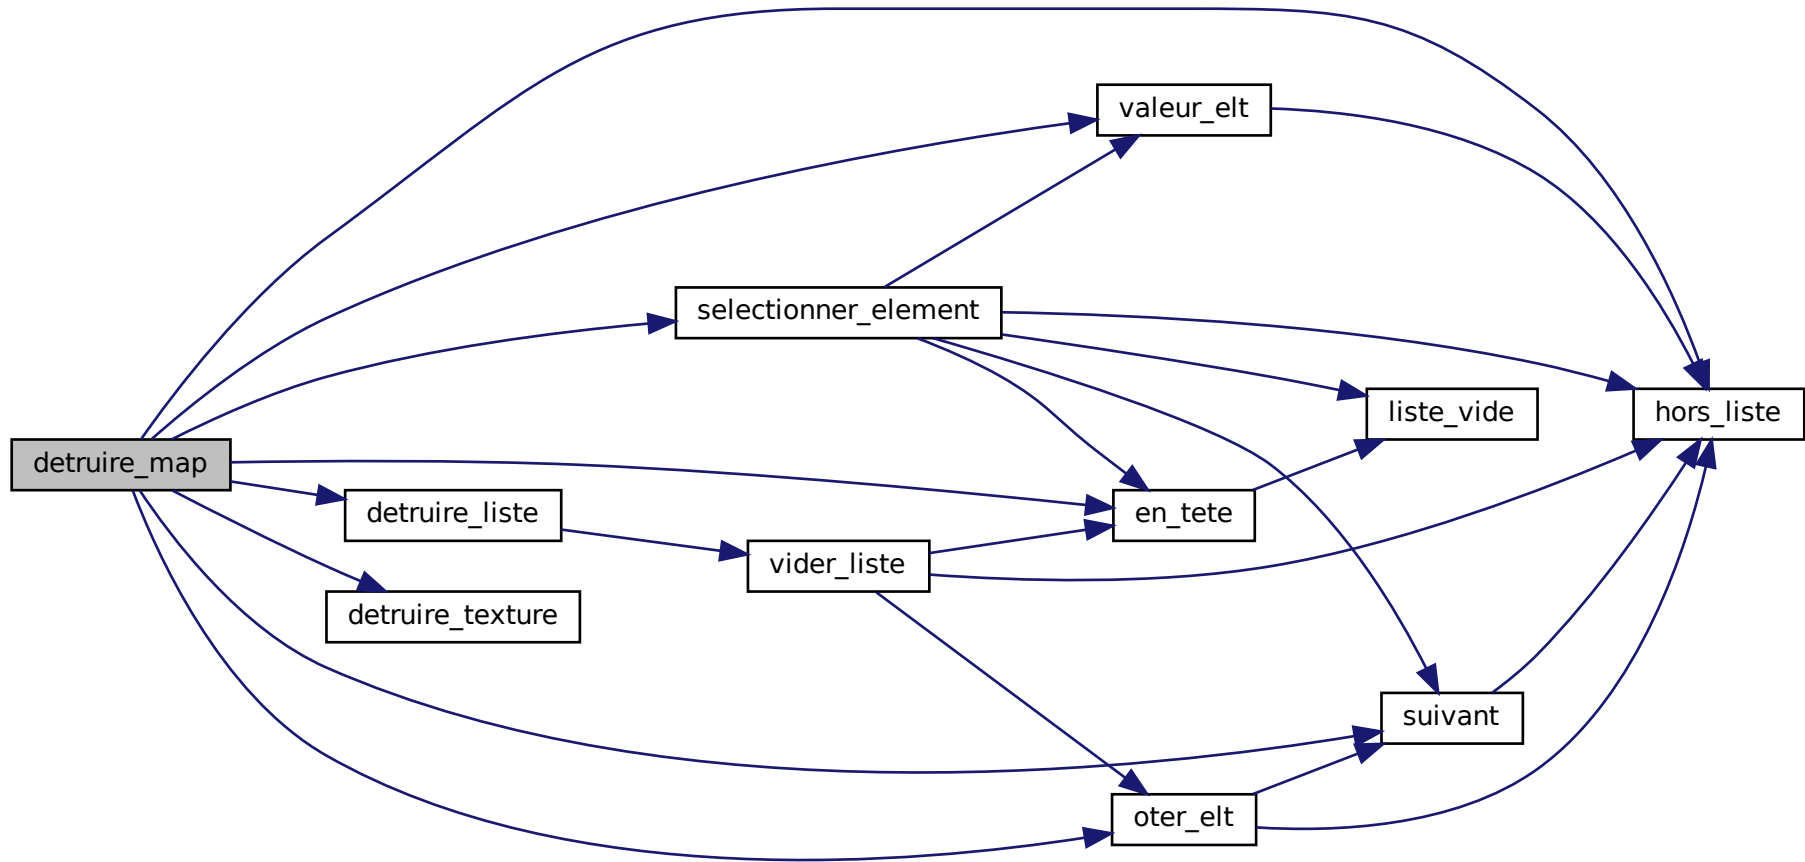 valeur_elt
selectionner_element
liste_vide
hors_liste
detruire_map
detruire_liste
en_tete
vider_liste
detruire_texture
suivant
oter_elt